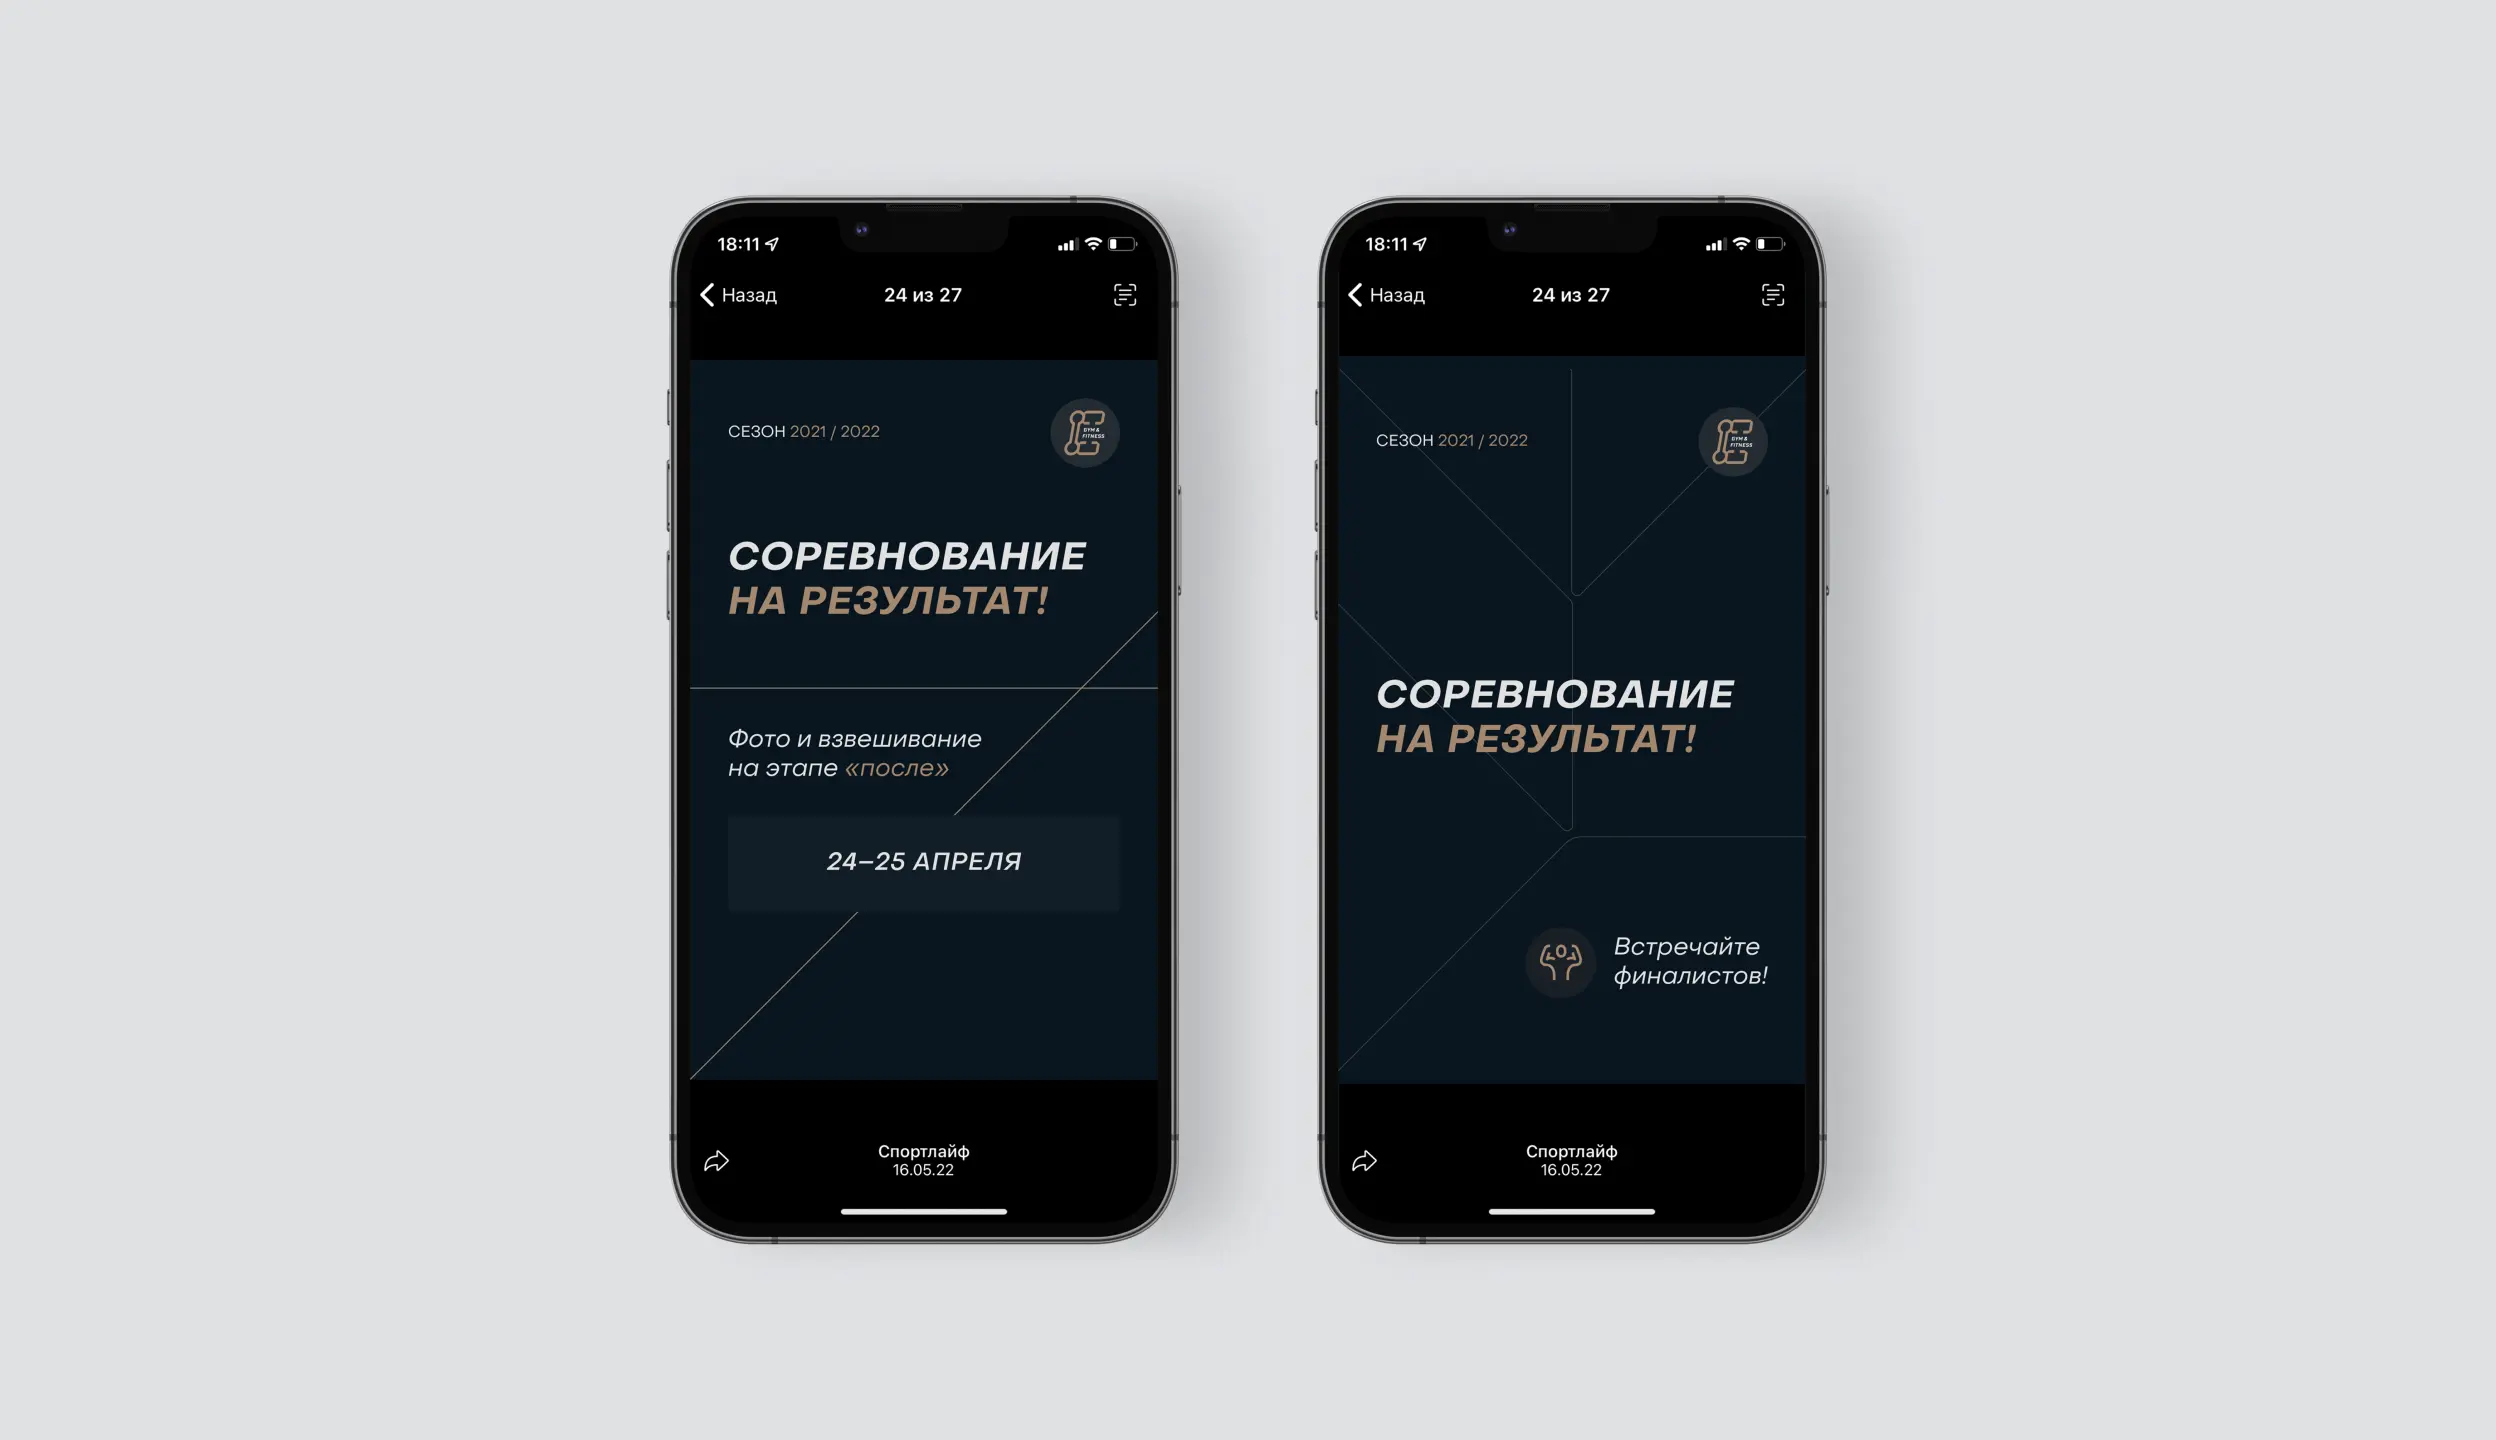 18:11
Назад
24 из 27
СЕЗОН 2021 / 2022
GYM &
FITNESS
СОРЕВНОВАНИЕ
НА РЕЗУЛЬТАТ!
Фото и взвешивание
на этапе «после»
24–25 АПРЕЛЯ
Спортлайф
16.05.22
18:11
Назад
24 из 27
СЕЗОН 2021 / 2022
GYM &
FITNESS
СОРЕВНОВАНИЕ
НА РЕЗУЛЬТАТ!
Встречайте
финалистов!
Спортлайф
16.05.22